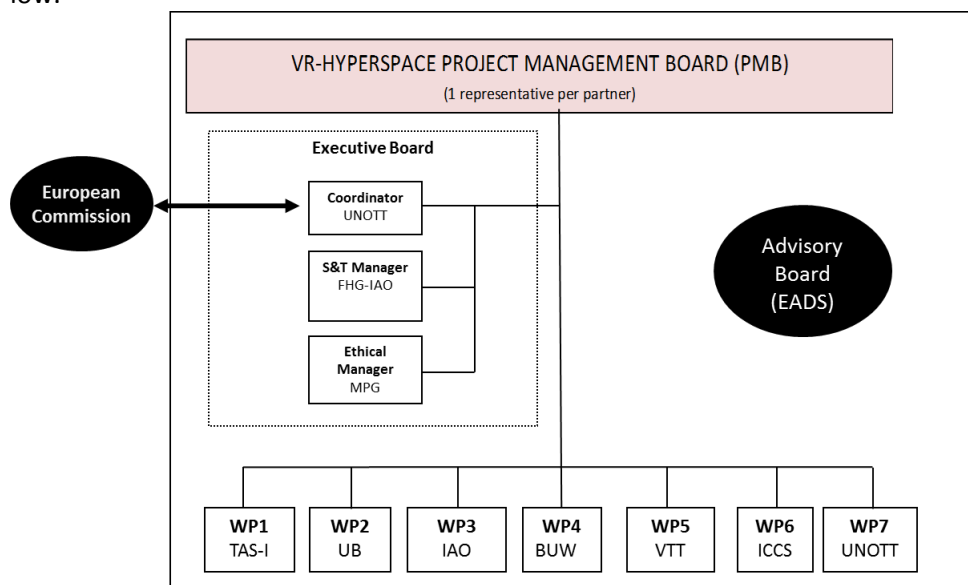 low.
VR-HYPERSPACE PROJECT MANAGEMENT BOARD (PMB)
(1 representative per partner)
Executive Board
European
Commission
Coordinator
UNOTT
S&T Manager
FHG-IAO
Ethical
Manager
MPG
Advisory
Board
(EADS)
WP1
TAS-I
WP2
UB
WP3
IAO
WP4
BUW
WP5
VTT
WP6
ICCS
WP7
UNOTT